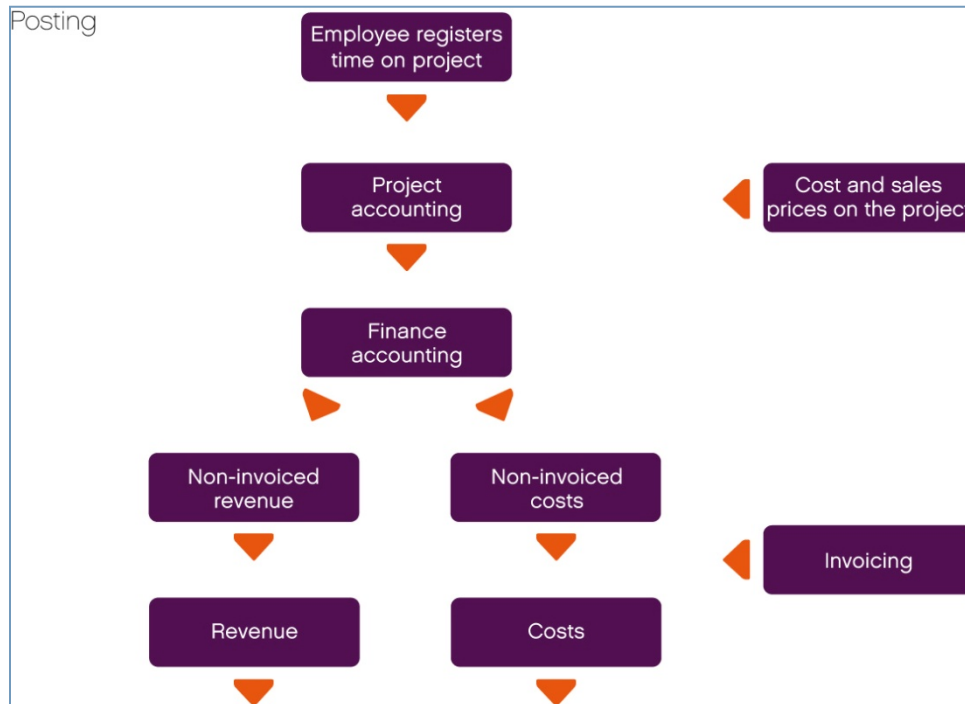 Posting
Employee registers
time on project
Project
accounting
Cost and sales
prices on the project
Finance
accounting
Non-invoiced
revenue
Non-invoiced
costs
Invoicing
Revenue
Costs